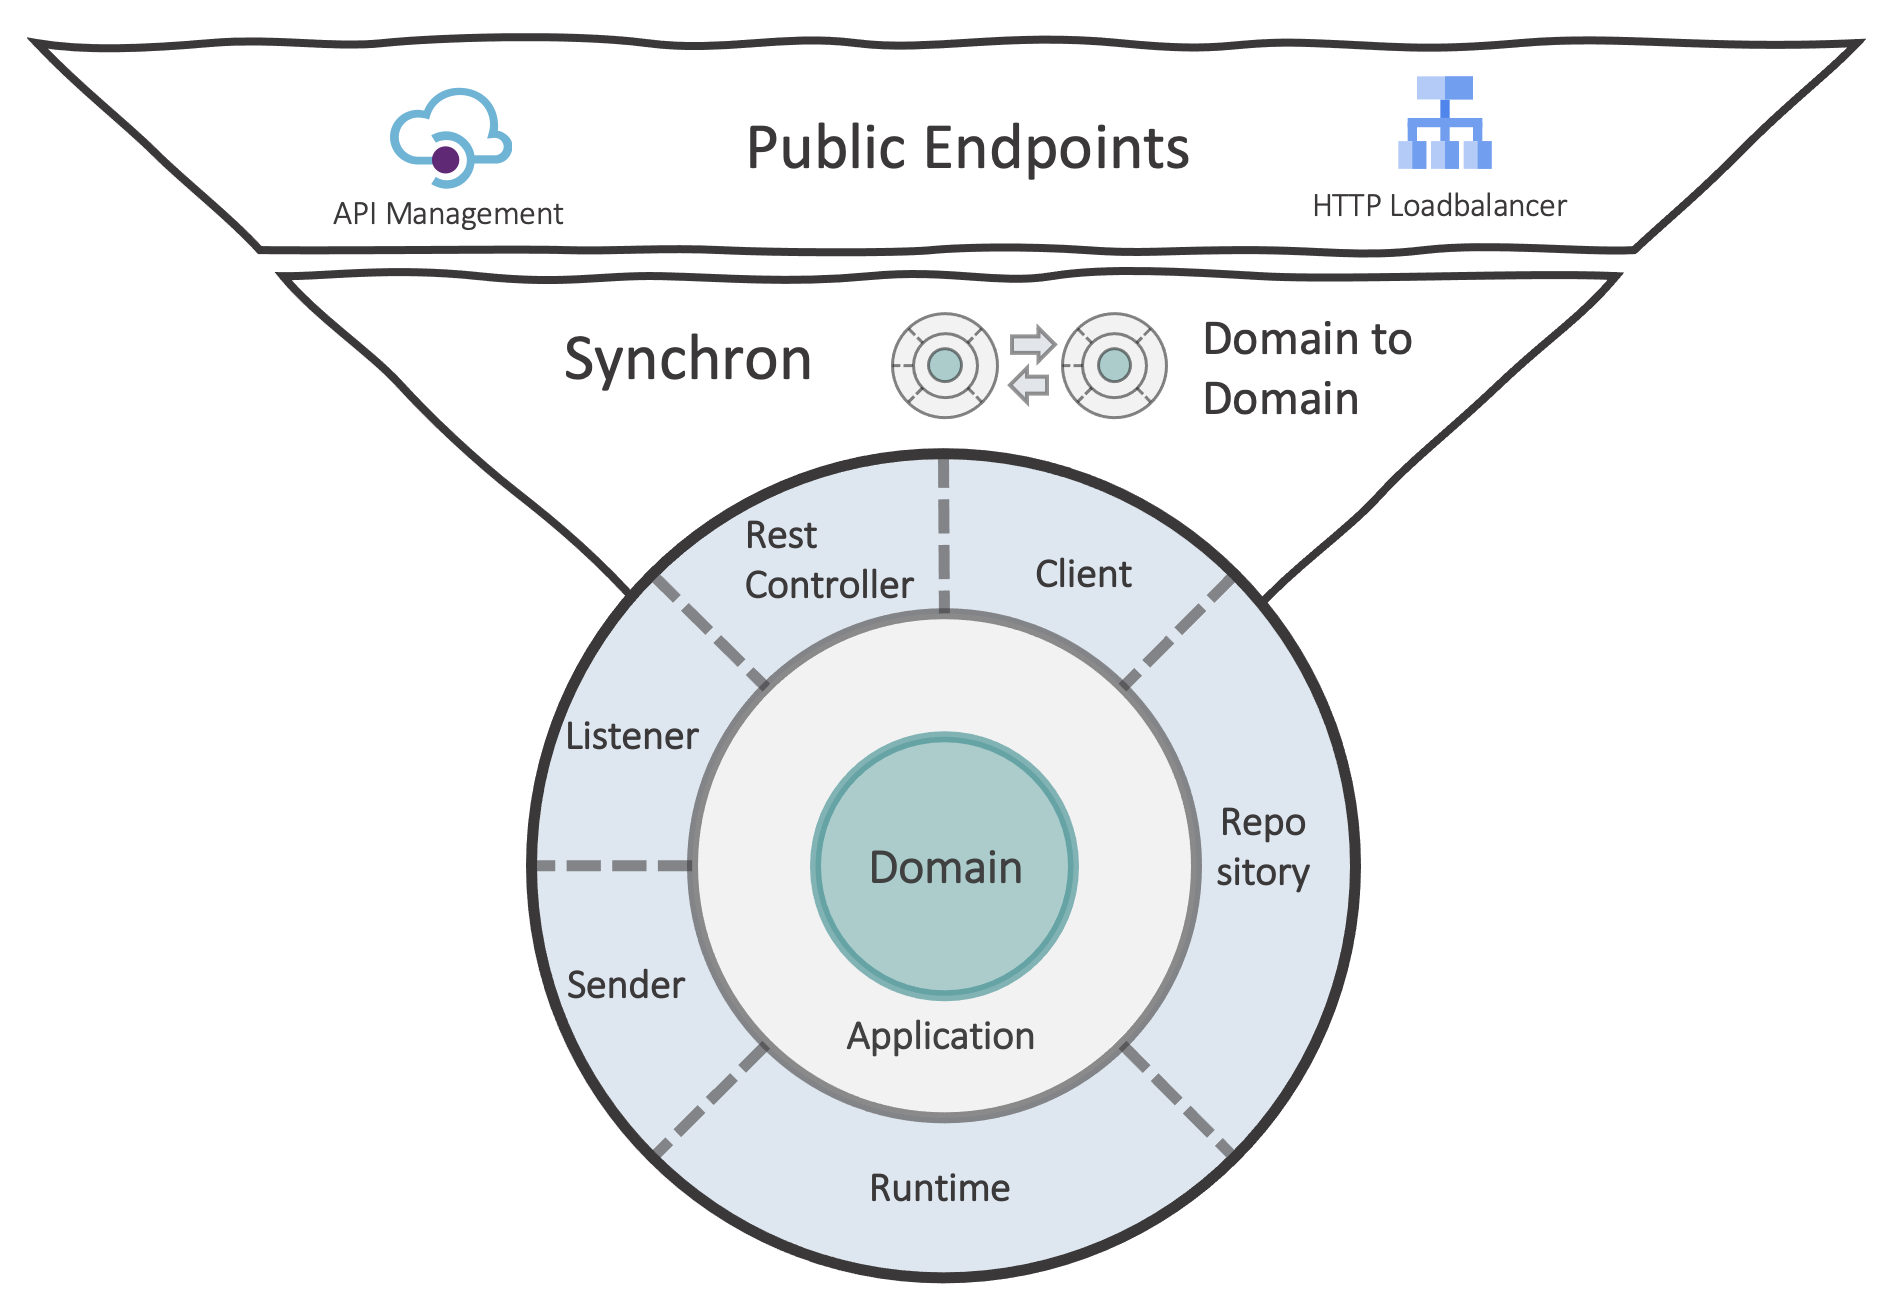 Public Endpoints
API Management
HTTP Loadbalancer
Synchron
Domain to
Domain
Rest
Controller
Client
Listener
Repo
sitory
Domain
Sender
Application
Runtime